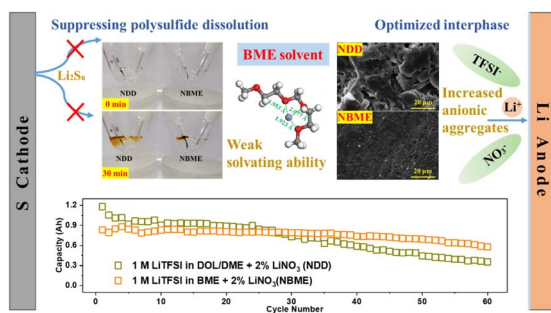 Suppressing polysulfide dissolution
Optimized interphase
S Cathode
Li₂S₈
0 min
NDD
NBME
30 min
NDD
NBME
BME solvent
Weak
solvating ability
NDD
20 μm
NBME
20 μm
TFSI⁻
Increased
anionic
aggregates
Li⁺
NO₃⁻
Li Anode
Capacity (Ah)
1.2
0.9
0.6
0.3
0.0
1 M LiTFSI in DOL/DME + 2% LiNO₃ (NDD)
1 M LiTFSI in BME + 2% LiNO₃(NBME)
0 10 20 30 40 50 60
Cycle Number